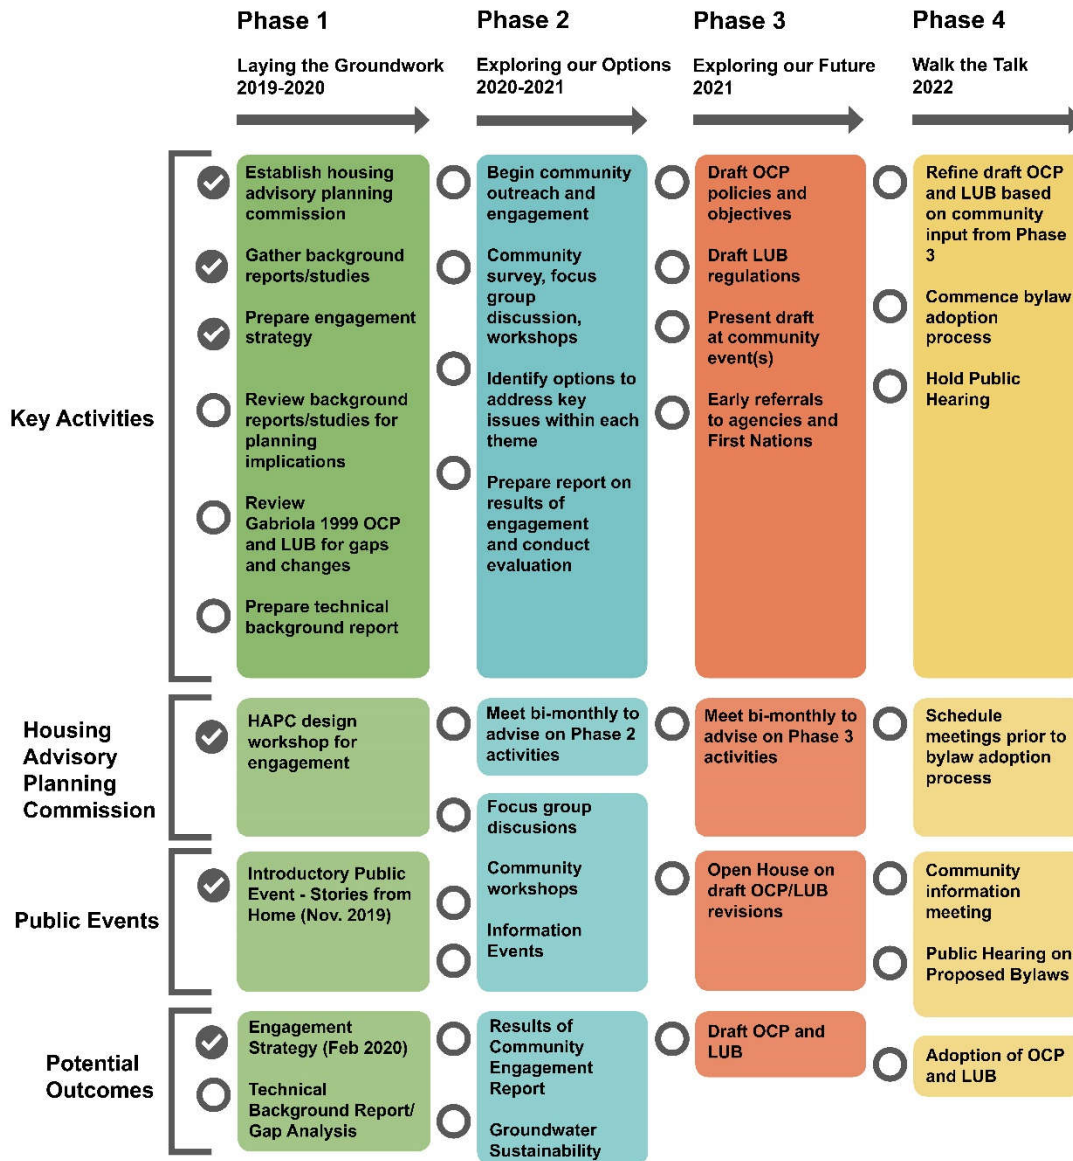 Phase 1
Laying the Groundwork
2019-2020
Phase 2
Exploring our Options
2020-2021
Phase 3
Exploring our Future
2021
Phase 4
Walk the Talk
2022
Key Activities
Establish housing
advisory planning
commission
Gather background
reports/studies
Prepare engagement
strategy
Review background
reports/studies for
planning
implications
Review
Gabriola 1999 OCP
and LUB for gaps
and changes
Prepare technical
background report
Begin community
outreach and
engagement
Community
survey, focus
group
discussion,
workshops
Identify options to
address key
issues within each
theme
Prepare report on
results of
engagement
and conduct
evaluation
Draft OCP
policies and
objectives
Draft LUB
regulations
Present draft
at community
event(s)
Early referrals
to agencies and
First Nations
Refine draft OCP
and LUB based
on community
input from Phase
3
Commence bylaw
adoption
process
Hold Public
Hearing
Housing
Advisory
Planning
Commission
HAPC design
workshop for
engagement
Meet bi-monthly to
advise on Phase 2
activities
Focus group
discussions
Meet bi-monthly to
advise on Phase 3
activities
Schedule
meetings prior to
bylaw adoption
process
Public Events
Introductory Public
Event - Stories from
Home (Nov. 2019)
Community
workshops
Information
Events
Open House on
draft OCP/LUB
revisions
Community
information
meeting
Public Hearing on
Proposed Bylaws
Potential
Outcomes
Engagement
Strategy (Feb 2020)
Technical
Background Report/
Gap Analysis
Results of
Community
Engagement
Report
Groundwater
Sustainability
Draft OCP and
LUB
Adoption of OCP
and LUB